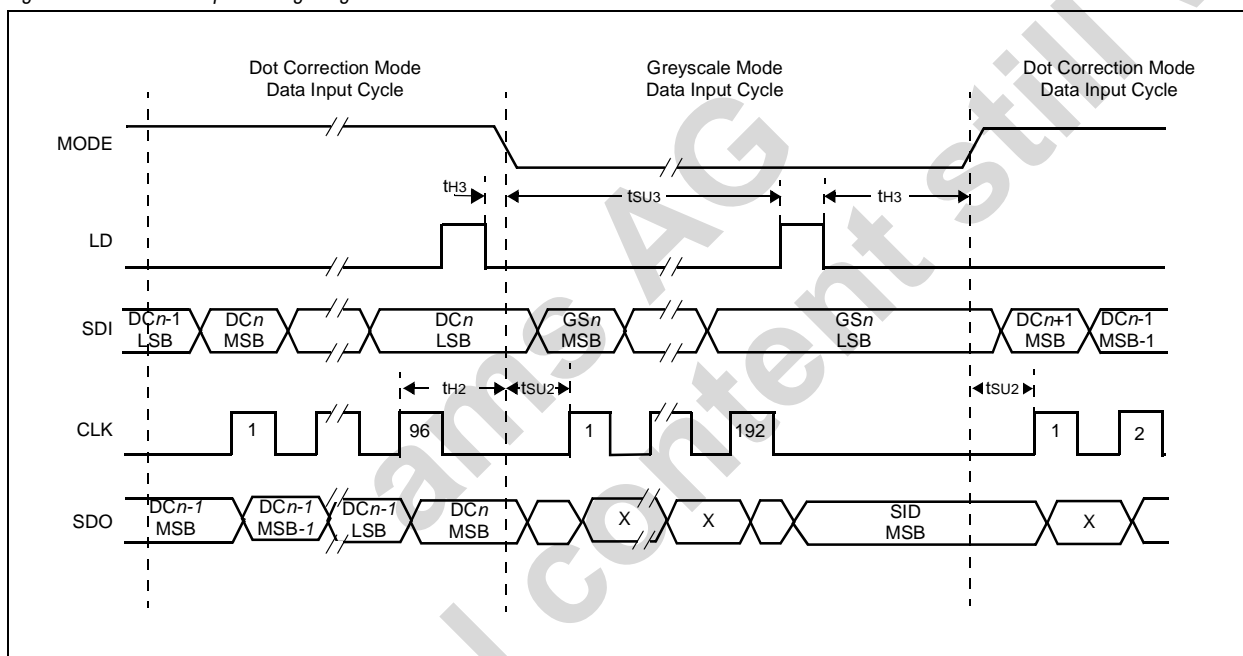 Dot Correction Mode
Data Input Cycle
Greyscale Mode
Data Input Cycle
Dot Correction Mode
Data Input Cycle
MODE
tH3
tSU3
tH3
LD
SDI
DCn-1
LSB
DCn
MSB
DCn
LSB
GSn
MSB
GSn
LSB
DCn+1
MSB
DCn-1
MSB-1
tH2
tSU2
tSU2
CLK
1
96
1
192
1
2
SDO
DCn-1
MSB
DCn-1
MSB-1
DCn-1
LSB
DCn
MSB
X
X
SID
MSB
X
ams AG
content still